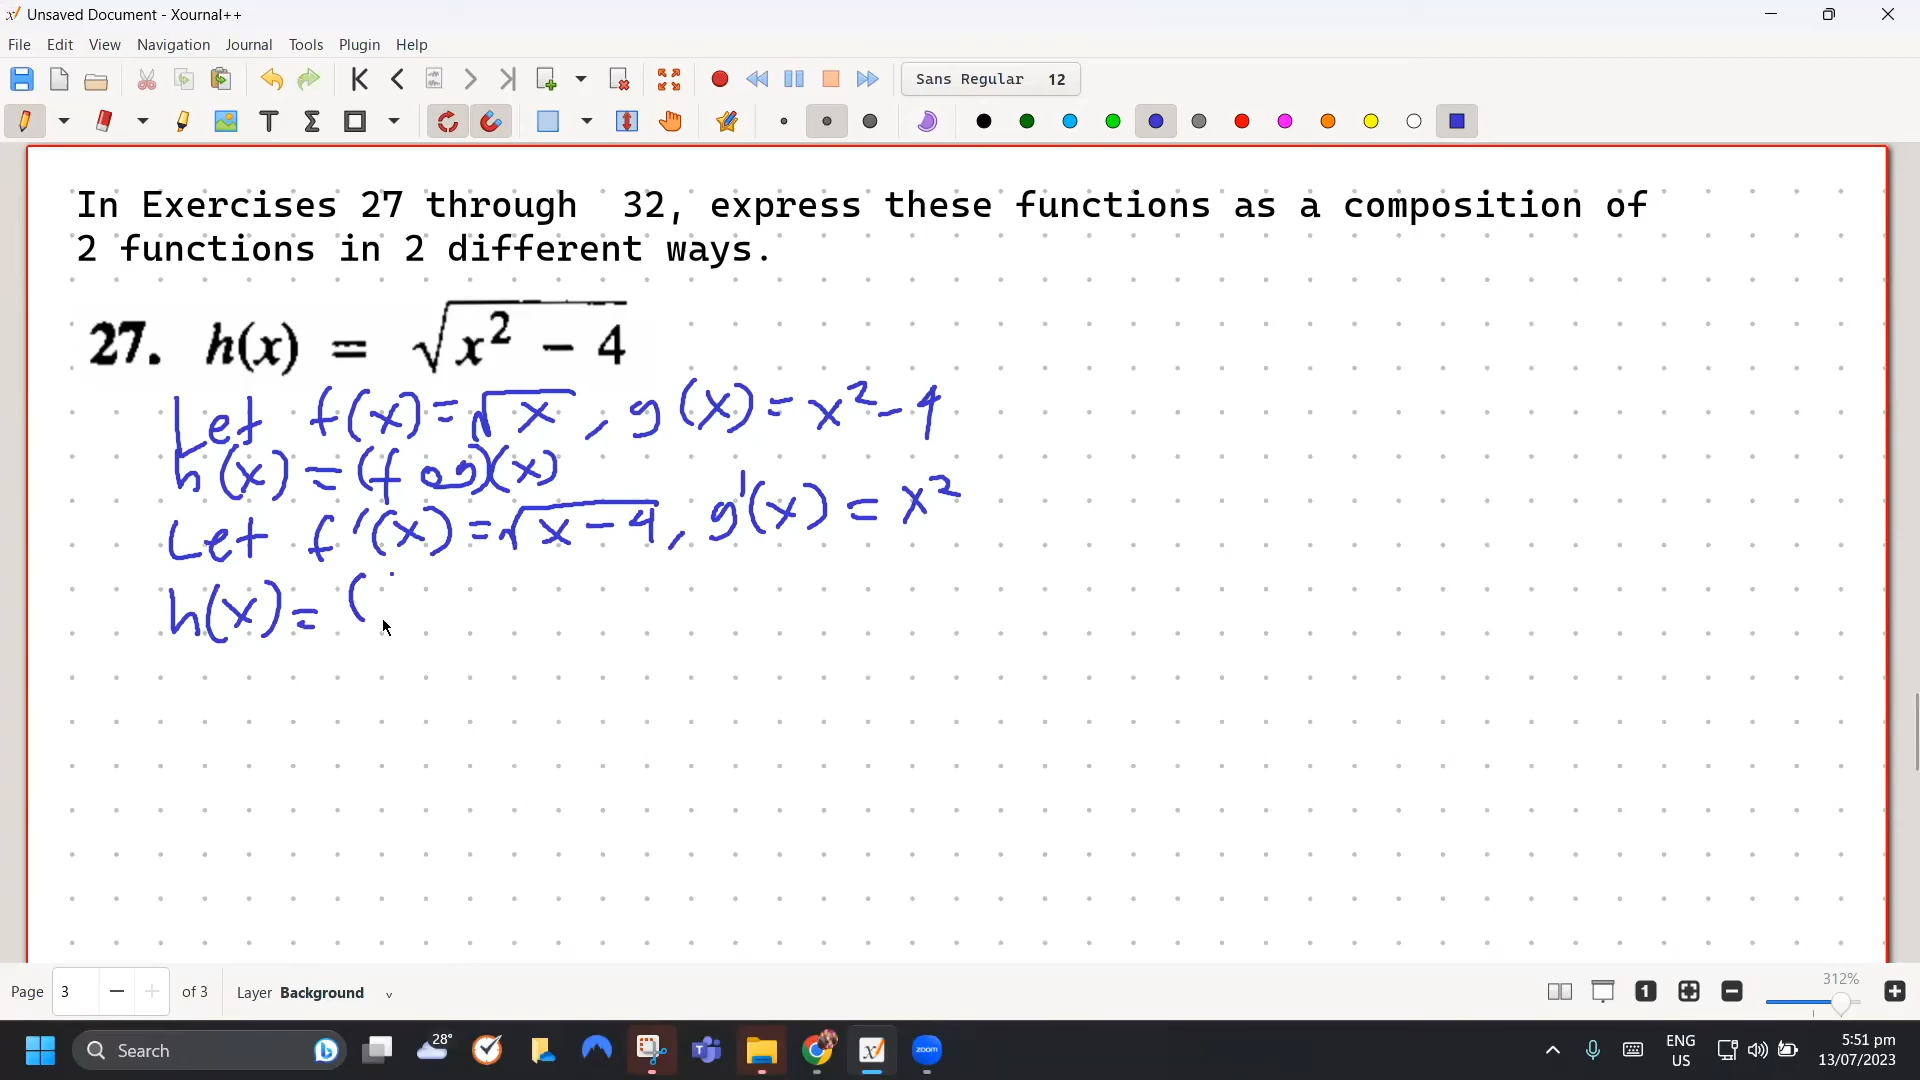 Unsaved Document - Xournal++
File Edit View Navigation Journal Tools Plugin Help
Sans Regular 12
In Exercises 27 through 32, express these functions as a composition of
2 functions in 2 different ways.
27. h(x) = √(x² − 4)
Let f(x) = √x, g(x) = x² − 4
h(x) = (f∘g)(x)
Let f'(x) = √(x − 4), g'(x) = x²
h(x) = (
Page 3 of 3 Layer Background 312%
Search 28° zoom ENG 5:51 pm
US 13/07/2023